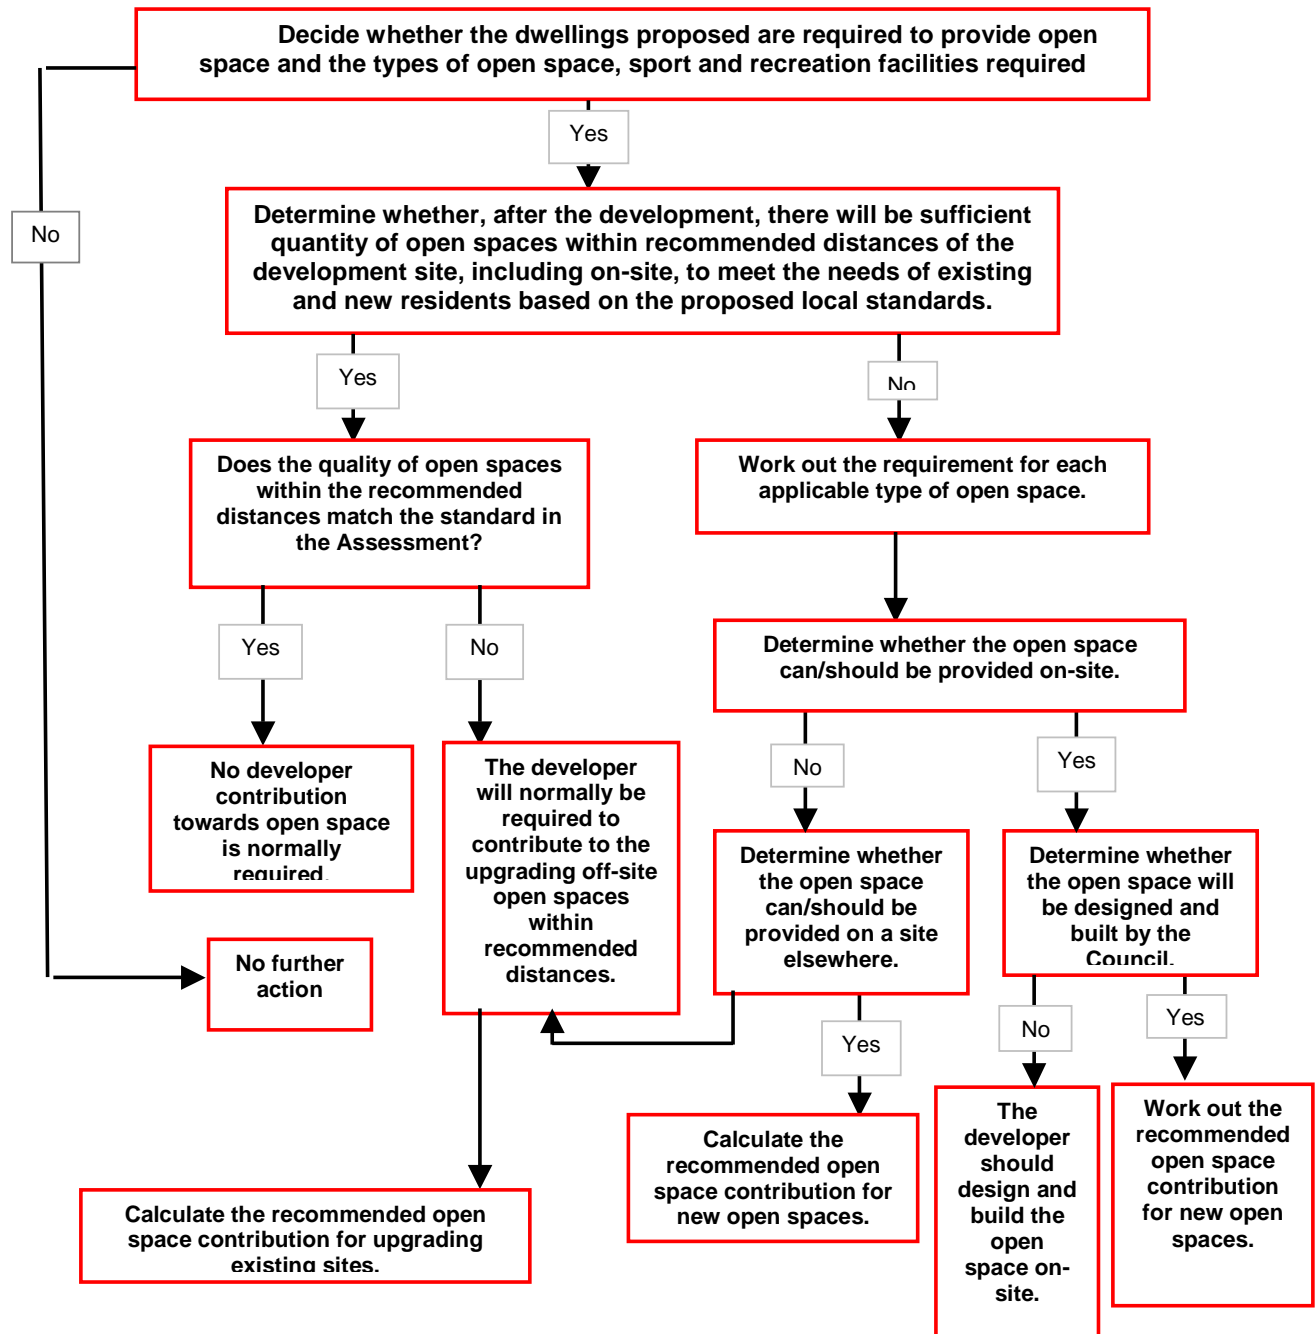 Decide whether the dwellings proposed are required to provide open
space and the types of open space, sport and recreation facilities required
Yes
No
Determine whether, after the development, there will be sufficient
quantity of open spaces within recommended distances of the
development site, including on-site, to meet the needs of existing
and new residents based on the proposed local standards.
Yes
No
Does the quality of open spaces
within the recommended
distances match the standard in
the Assessment?
Work out the requirement for each
applicable type of open space.
Yes
No
Determine whether the open space
can/should be provided on-site.
No
Yes
No developer
contribution
towards open space
is normally
required.
The developer
will normally be
required to
contribute to the
upgrading off-site
open spaces
within
recommended
distances.
Determine whether
the open space
can/should be
provided on a site
elsewhere.
Determine whether
the open space will
be designed and
built by the
Council.
No further
action
Yes
No
Yes
Calculate the recommended open
space contribution for upgrading
existing sites.
Calculate the
recommended open
space contribution for
new open spaces.
The
developer
should
design and
build the
open
space on-
site.
Work out the
recommended
open space
contribution
for new open
spaces.